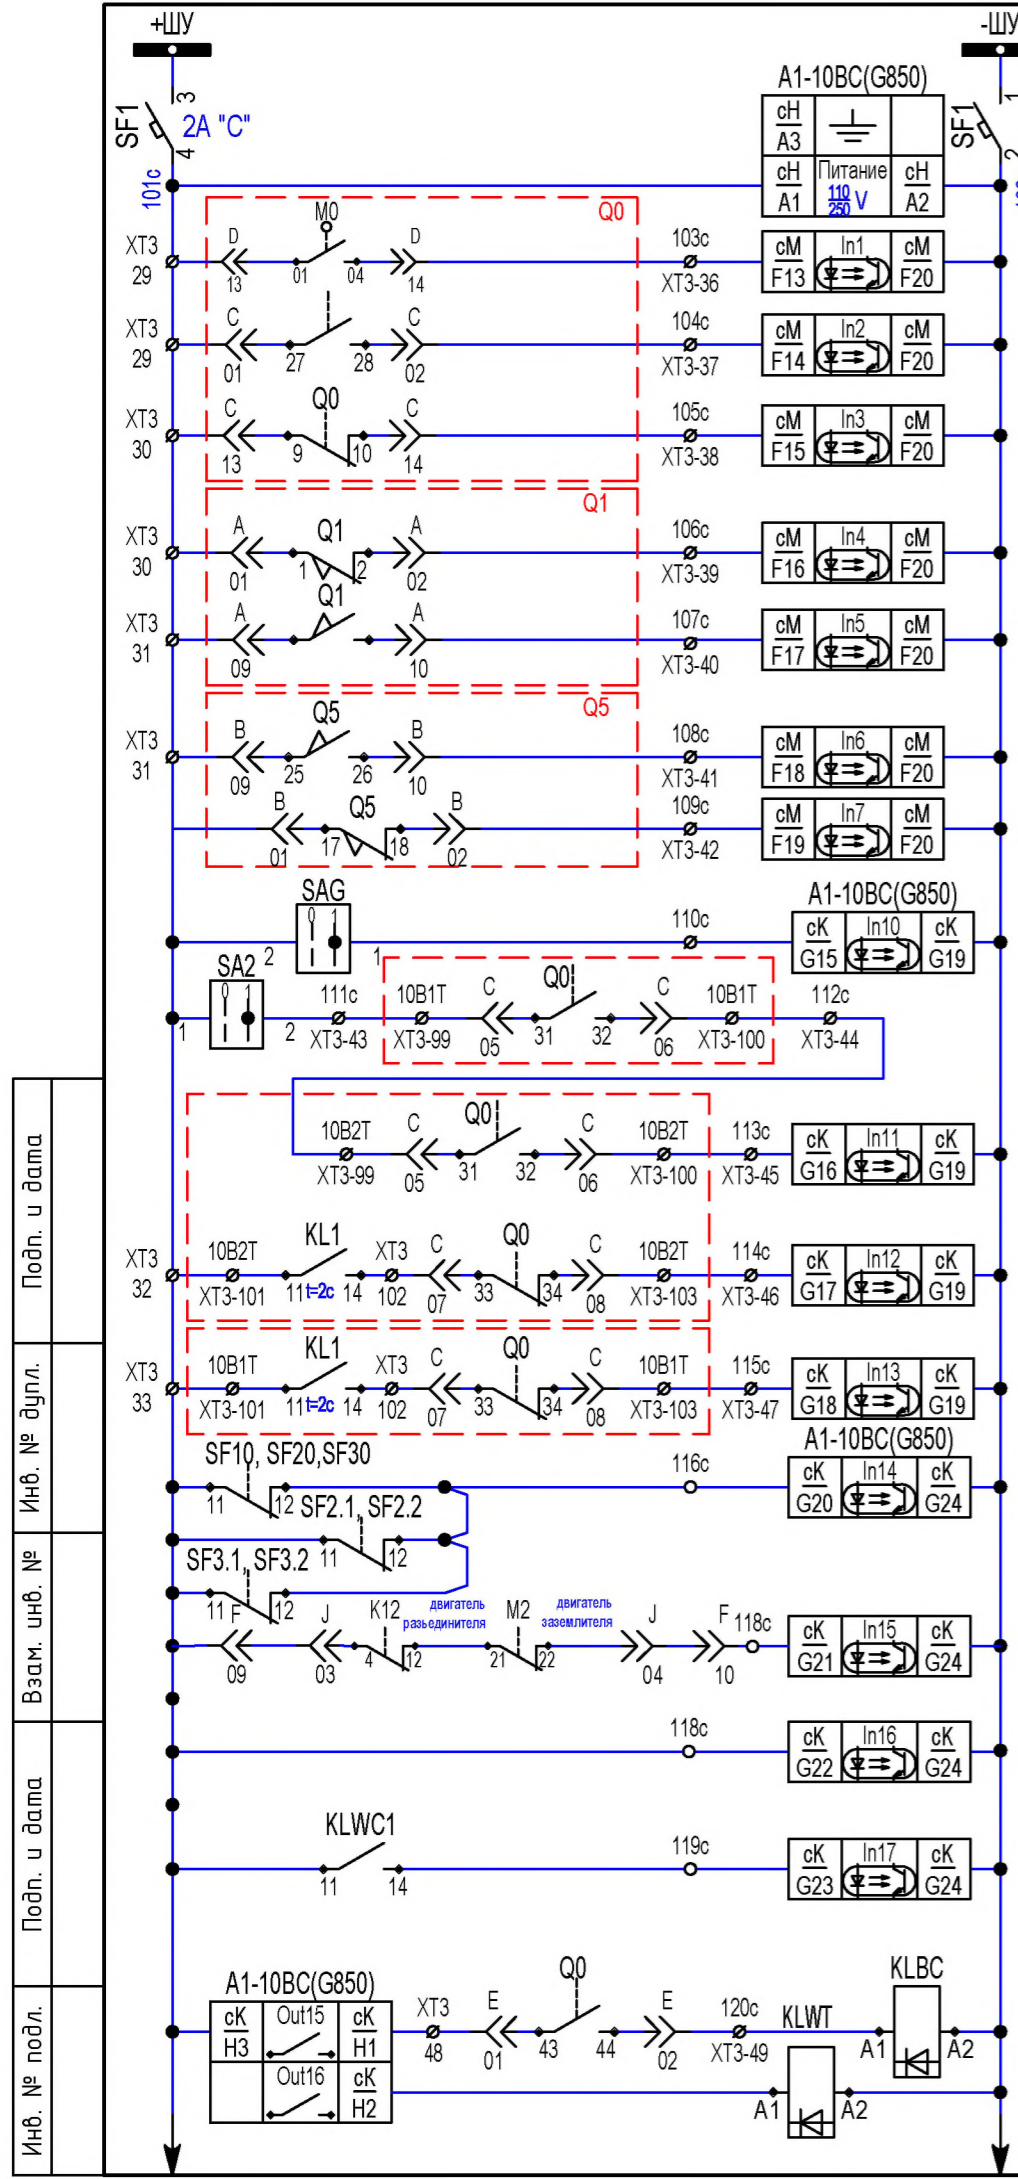 +ШУ
-ШУ
SF1
3
4
2A "C"
101c
A1-10BC(G850)
cH
A3
cH
A1
Питание
110
250
V
cH
A2
SF1
1
2
Q0
XT3
29
D
13
M0
01
04
D
14
103c
XT3-36
cM
F13
In1
cM
F20
XT3
29
C
01
27
28
C
02
104c
XT3-37
cM
F14
In2
cM
F20
XT3
30
C
13
Q0
9
10
C
14
105c
XT3-38
cM
F15
In3
cM
F20
Q1
XT3
30
A
01
Q1
1
2
A
02
106c
XT3-39
cM
F16
In4
cM
F20
XT3
31
A
09
Q1
A
10
107c
XT3-40
cM
F17
In5
cM
F20
Q5
XT3
31
B
09
Q5
25
26
B
10
108c
XT3-41
cM
F18
In6
cM
F20
B
01
Q5
17
18
B
02
109c
XT3-42
cM
F19
In7
cM
F20
SAG
0
1
2
1
110c
A1-10BC(G850)
cK
G15
In10
cK
G19
SA2
0
1
1
2
111c
XT3-43
10B1T
XT3-99
C
05
Q0
31
32
C
06
10B1T
XT3-100
112c
XT3-44
10B2T
XT3-99
C
05
Q0
31
32
C
06
10B2T
XT3-100
113c
XT3-45
cK
G16
In11
cK
G19
XT3
32
10B2T
XT3-101
KL1
11
t=2c
14
XT3
102
C
07
Q0
33
34
C
08
10B2T
XT3-103
114c
XT3-46
cK
G17
In12
cK
G19
XT3
33
10B1T
XT3-101
KL1
11
t=2c
14
XT3
102
C
07
Q0
33
34
C
08
10B1T
XT3-103
115c
XT3-47
cK
G18
In13
cK
G19
SF10, SF20,SF30
11
12
116c
A1-10BC(G850)
cK
G20
In14
cK
G24
SF2.1, SF2.2
11
12
SF3.1, SF3.2
11
12
F
09
J
03
K12
4
12
двигатель
разъединителя
M2
21
22
двигатель
заземлителя
J
04
F
10
118c
cK
G21
In15
cK
G24
118c
cK
G22
In16
cK
G24
KLWC1
11
14
119c
cK
G23
In17
cK
G24
A1-10BC(G850)
cK
H3
Out15
cK
H1
Out16
cK
H2
XT3
48
E
01
Q0
43
44
E
02
120c
XT3-49
KLBC
A1
A2
KLWT
A1
A2
Подп. и дата
Инв. № дупл.
Взам. инв. №
Подп. и дата
Инв. № подл.